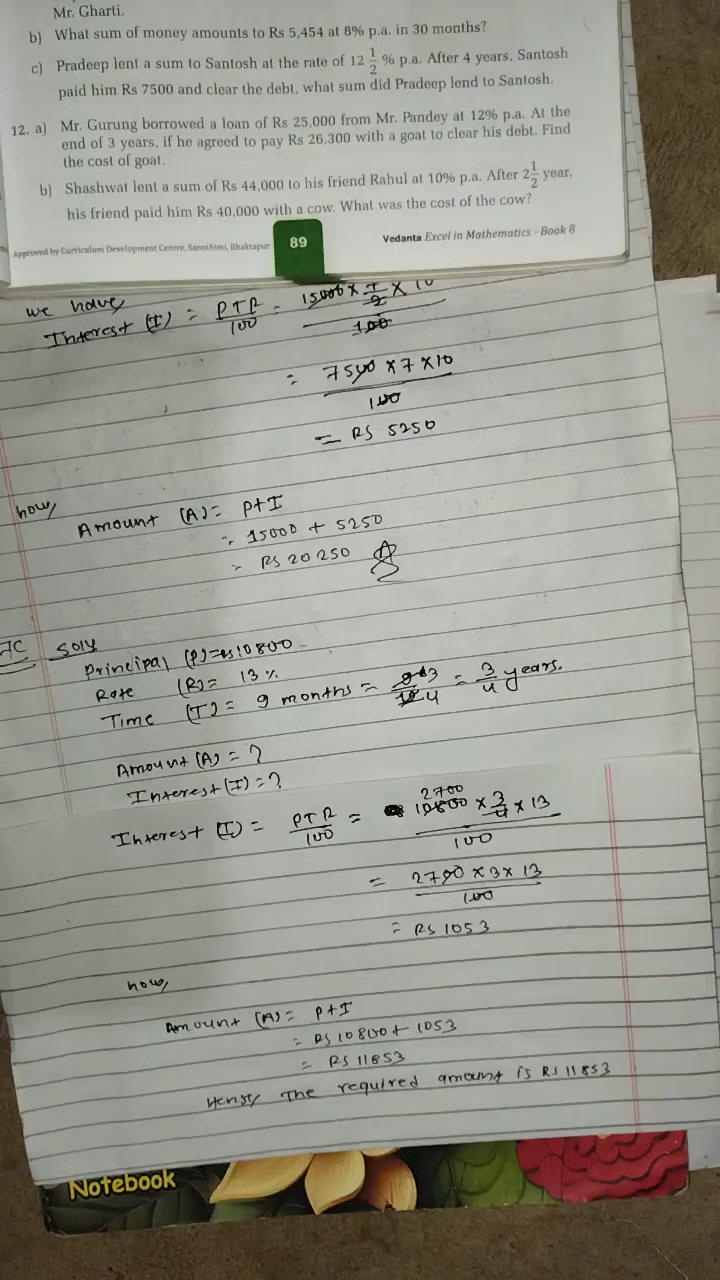 Mr. Gharti.
b) What sum of money amounts to Rs 5,454 at 8% p.a. in 30 months?
c) Pradeep lent a sum to Santosh at the rate of 12 1/2 % p.a. After 4 years, Santosh
paid him Rs 7500 and clear the debt, what sum did Pradeep lend to Santosh.
12. a) Mr. Gurung borrowed a loan of Rs 25,000 from Mr. Pandey at 12% p.a. At the
end of 3 years, if he agreed to pay Rs 26,300 with a goat to clear his debt. Find
the cost of goat.
b) Shashwat lent a sum of Rs 44,000 to his friend Rahul at 10% p.a. After 2 1/2 year,
his friend paid him Rs 40,000 with a cow. What was the cost of the cow?
Approved by Curriculum Development Centre, Sanothimi, Bhaktapur 89 Vedanta Excel in Mathematics - Book 8
we have,
Interest (I) = PTR/100 = 15000 × 7/2 × 10 / 100
= 7500 × 7 × 10 / 100
= RS 5250
now,
Amount (A) = P+I
= 15000 + 5250
= RS 20250
7C Soln
Principal (P) = Rs 10800
Rate (R) = 13 %
Time (T) = 9 months = 9 3/12 4 = 3/4 years.
Amount (A) = ?
Interest (I) = ?
2700
Interest (I) = PTR/100 = 10800 × 3/4 × 13 / 100
= 2700 × 3 × 13 / 100
= RS 1053
now,
Amount (A) = P+I
= RS 10800 + 1053
= RS 11853
The required amount is RS 11853
Notebook